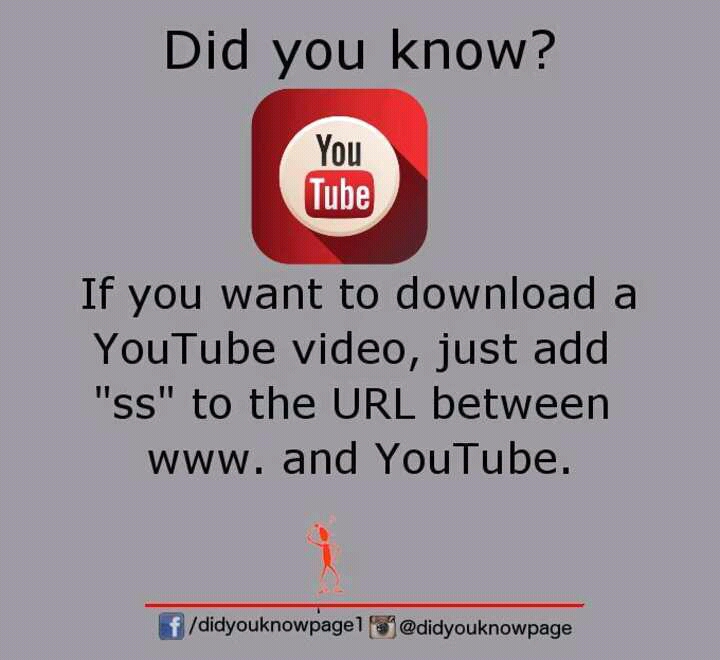 Did you know?
You
Tube
If you want to download a
YouTube video, just add
"ss" to the URL between
www. and YouTube.
/didyouknowpage1 @didyouknowpage